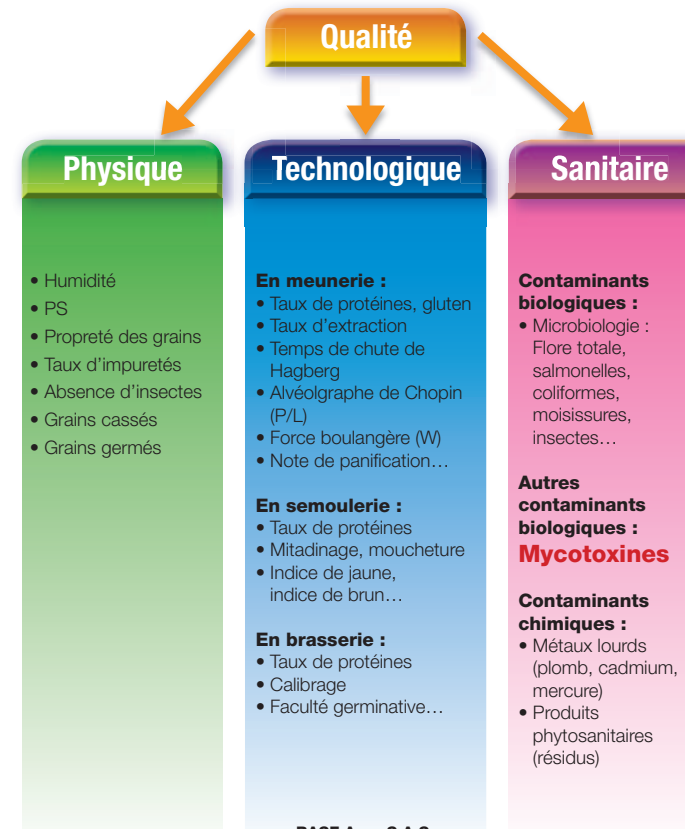 Qualité
Physique
• Humidité
• PS
• Propreté des grains
• Taux d'impuretés
• Absence d'insectes
• Grains cassés
• Grains germés
Technologique
En meunerie :
• Taux de protéines, gluten
• Taux d'extraction
• Temps de chute de
Hagberg
• Alvéolgraphe de Chopin
(P/L)
• Force boulangère (W)
• Note de panification…
En semoulerie :
• Taux de protéines
• Mitadinage, moucheture
• Indice de jaune,
indice de brun…
En brasserie :
• Taux de protéines
• Calibrage
• Faculté germinative…
Sanitaire
Contaminants
biologiques :
• Microbiologie :
Flore totale,
salmonelles,
coliformes,
moisissures,
insectes…
Autres
contaminants
biologiques :
Mycotoxines
Contaminants
chimiques :
• Métaux lourds
(plomb, cadmium,
mercure)
• Produits
phytosanitaires
(résidus)